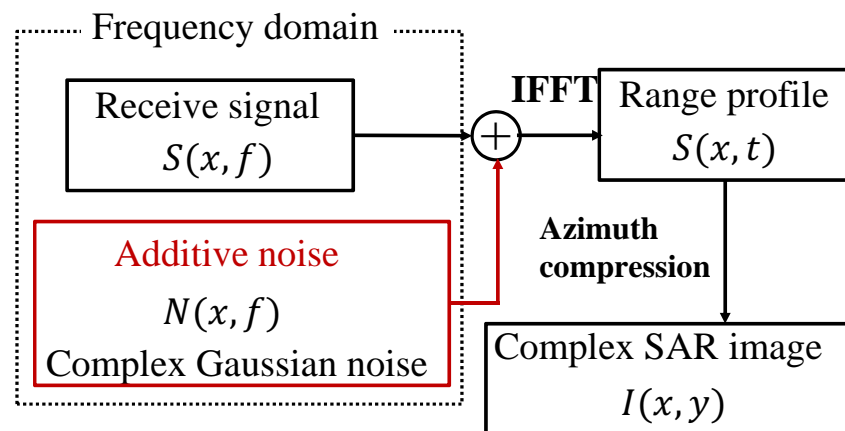 Frequency domain
Receive signal
S(x, f)
+
IFFT
Range profile
S(x, t)
Additive noise
N(x, f)
Complex Gaussian noise
Azimuth
compression
Complex SAR image
I(x, y)